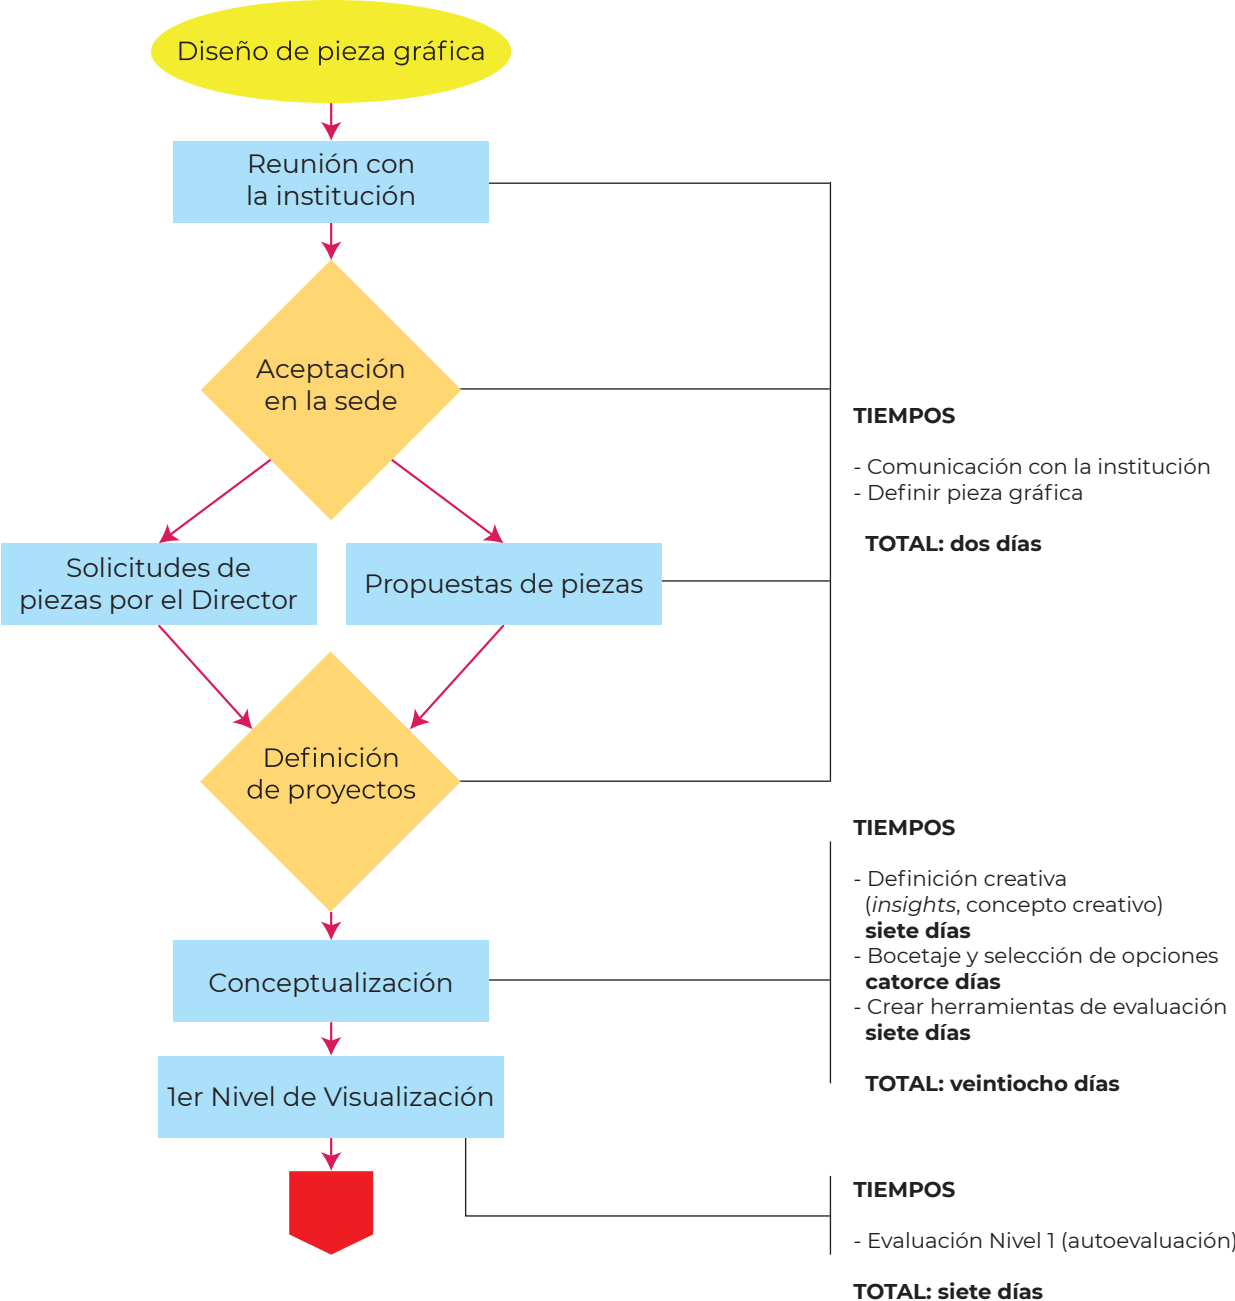 Diseño de pieza gráfica
Reunión con
la institución
Aceptación
en la sede
Solicitudes de
piezas por el Director
Propuestas de piezas
Definición
de proyectos
Conceptualización
1er Nivel de Visualización
TIEMPOS
- Comunicación con la institución
- Definir pieza gráfica
TOTAL: dos días
TIEMPOS
- Definición creativa
(insights, concepto creativo)
siete días
- Bocetaje y selección de opciones
catorce días
- Crear herramientas de evaluación
siete días
TOTAL: veintiocho días
TIEMPOS
- Evaluación Nivel 1 (autoevaluación)
TOTAL: siete días